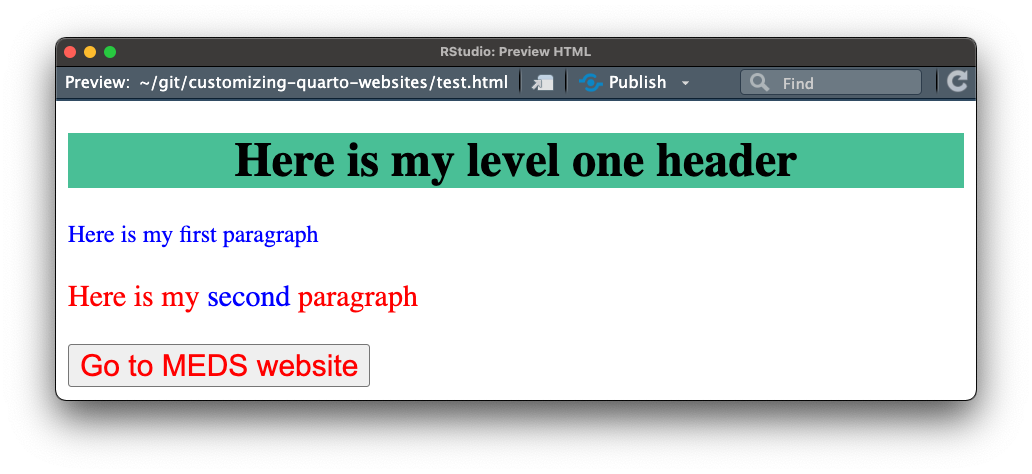 RStudio: Preview HTML
Preview: ~/git/customizing-quarto-websites/test.html Publish Find
Here is my level one header
Here is my first paragraph
Here is my second paragraph
Go to MEDS website